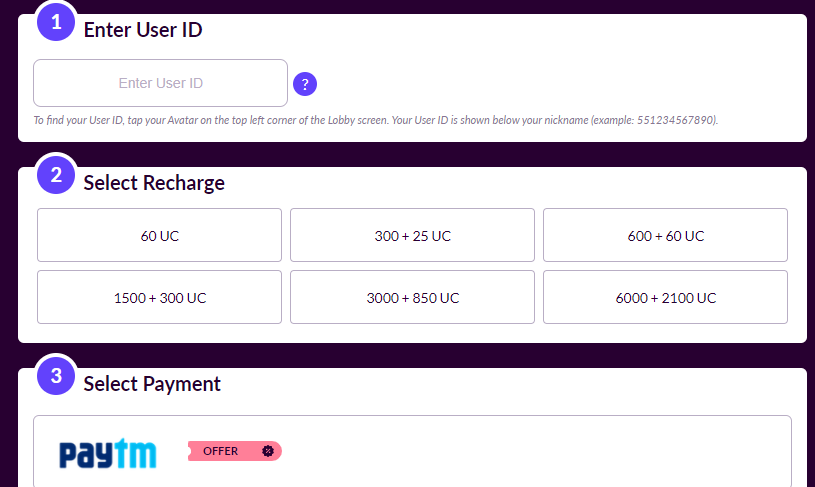 1 Enter User ID
Enter User ID ?
To find your User ID, tap your Avatar on the top left corner of the Lobby screen. Your User ID is shown below your nickname (example: 551234567890).
2 Select Recharge
60 UC 300 + 25 UC 600 + 60 UC
1500 + 300 UC 3000 + 850 UC 6000 + 2100 UC
3 Select Payment
paytm OFFER %